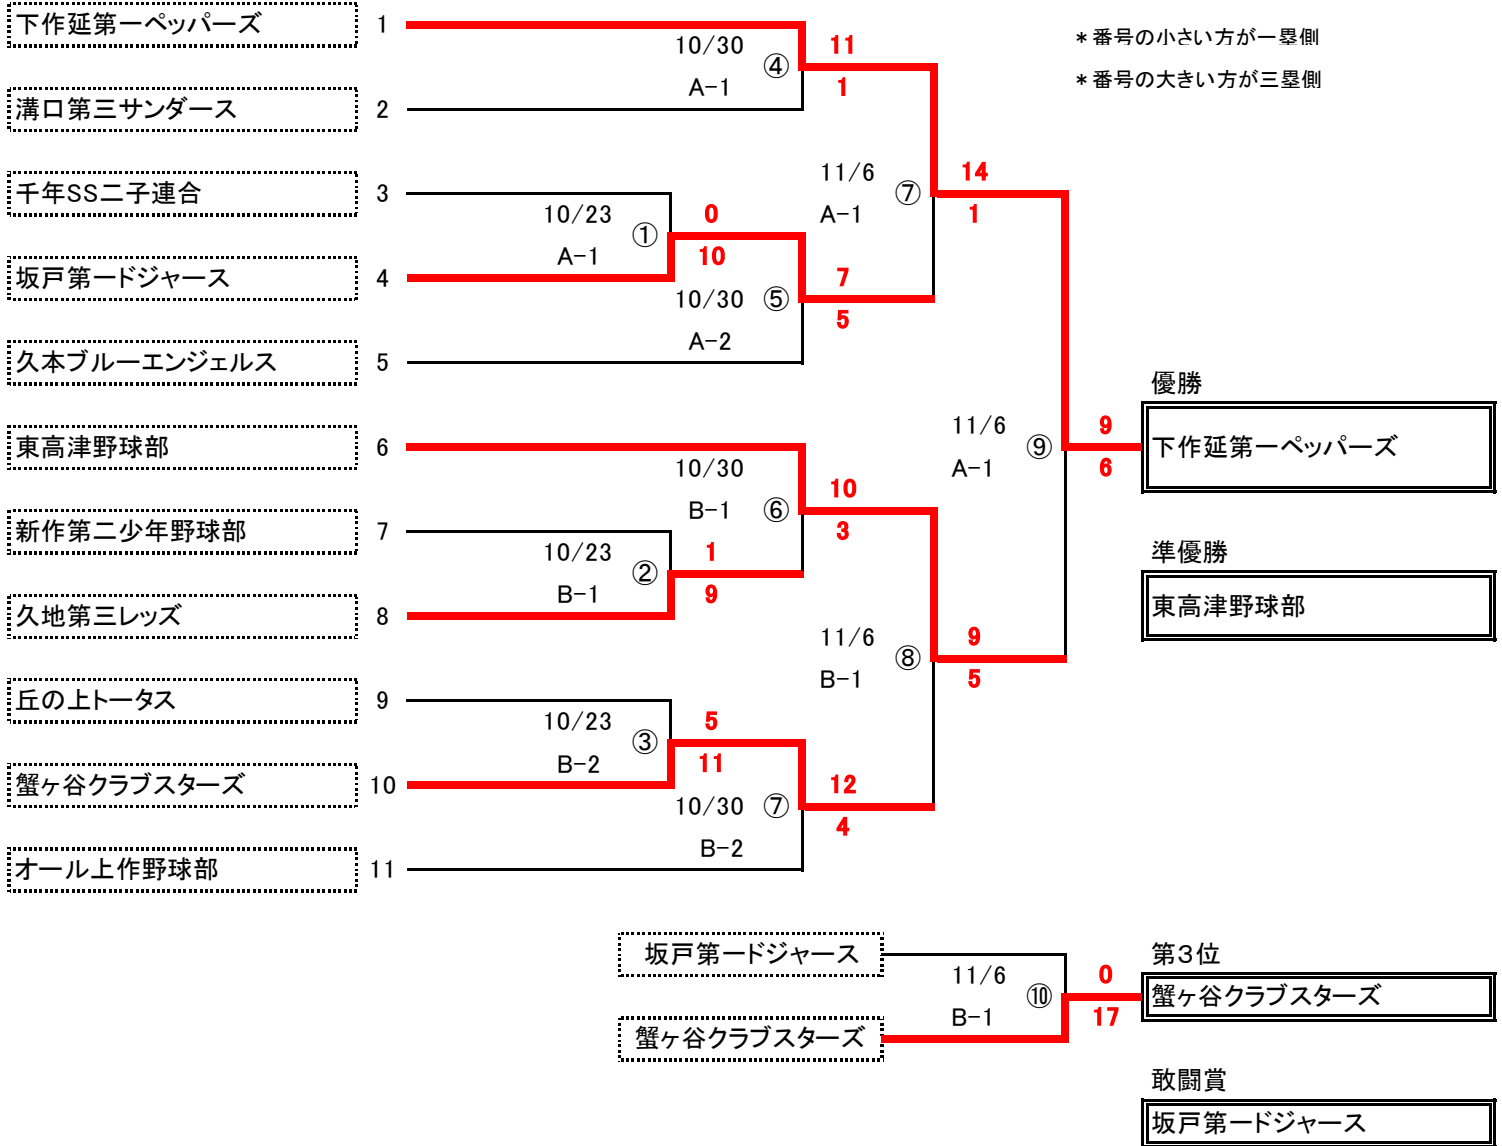 下作延第一ペッパーズ 1
10/30 ④ 11
*番号の小さい方が一塁側
A-1 1
*番号の大きい方が三塁側
溝口第三サンダース 2
11/6 ⑦ 14
千年SS二子連合 3
10/23 ① 0
A-1 1
A-1 10
坂戸第一ドジャース 4
7
10/30 ⑤
5
A-2
久本ブルーエンジェルス 5
優勝
11/6 ⑨ 9
東高津野球部 6
下作延第一ペッパーズ
10/30
A-1 6
10
B-1 ⑥
新作第二少年野球部 7
3
10/23 ② 1
準優勝
B-1 9
久地第三レッズ 8
東高津野球部
11/6 ⑧ 9
B-1 5
丘の上トータス 9
10/23 ③ 5
B-2 11
蟹ヶ谷クラブスターズ 10
12
10/30 ⑦
4
B-2
オール上作野球部 11
坂戸第一ドジャース
第3位
11/6 ⑩ 0
蟹ヶ谷クラブスターズ
B-1 17
蟹ヶ谷クラブスターズ
敢闘賞
坂戸第一ドジャース